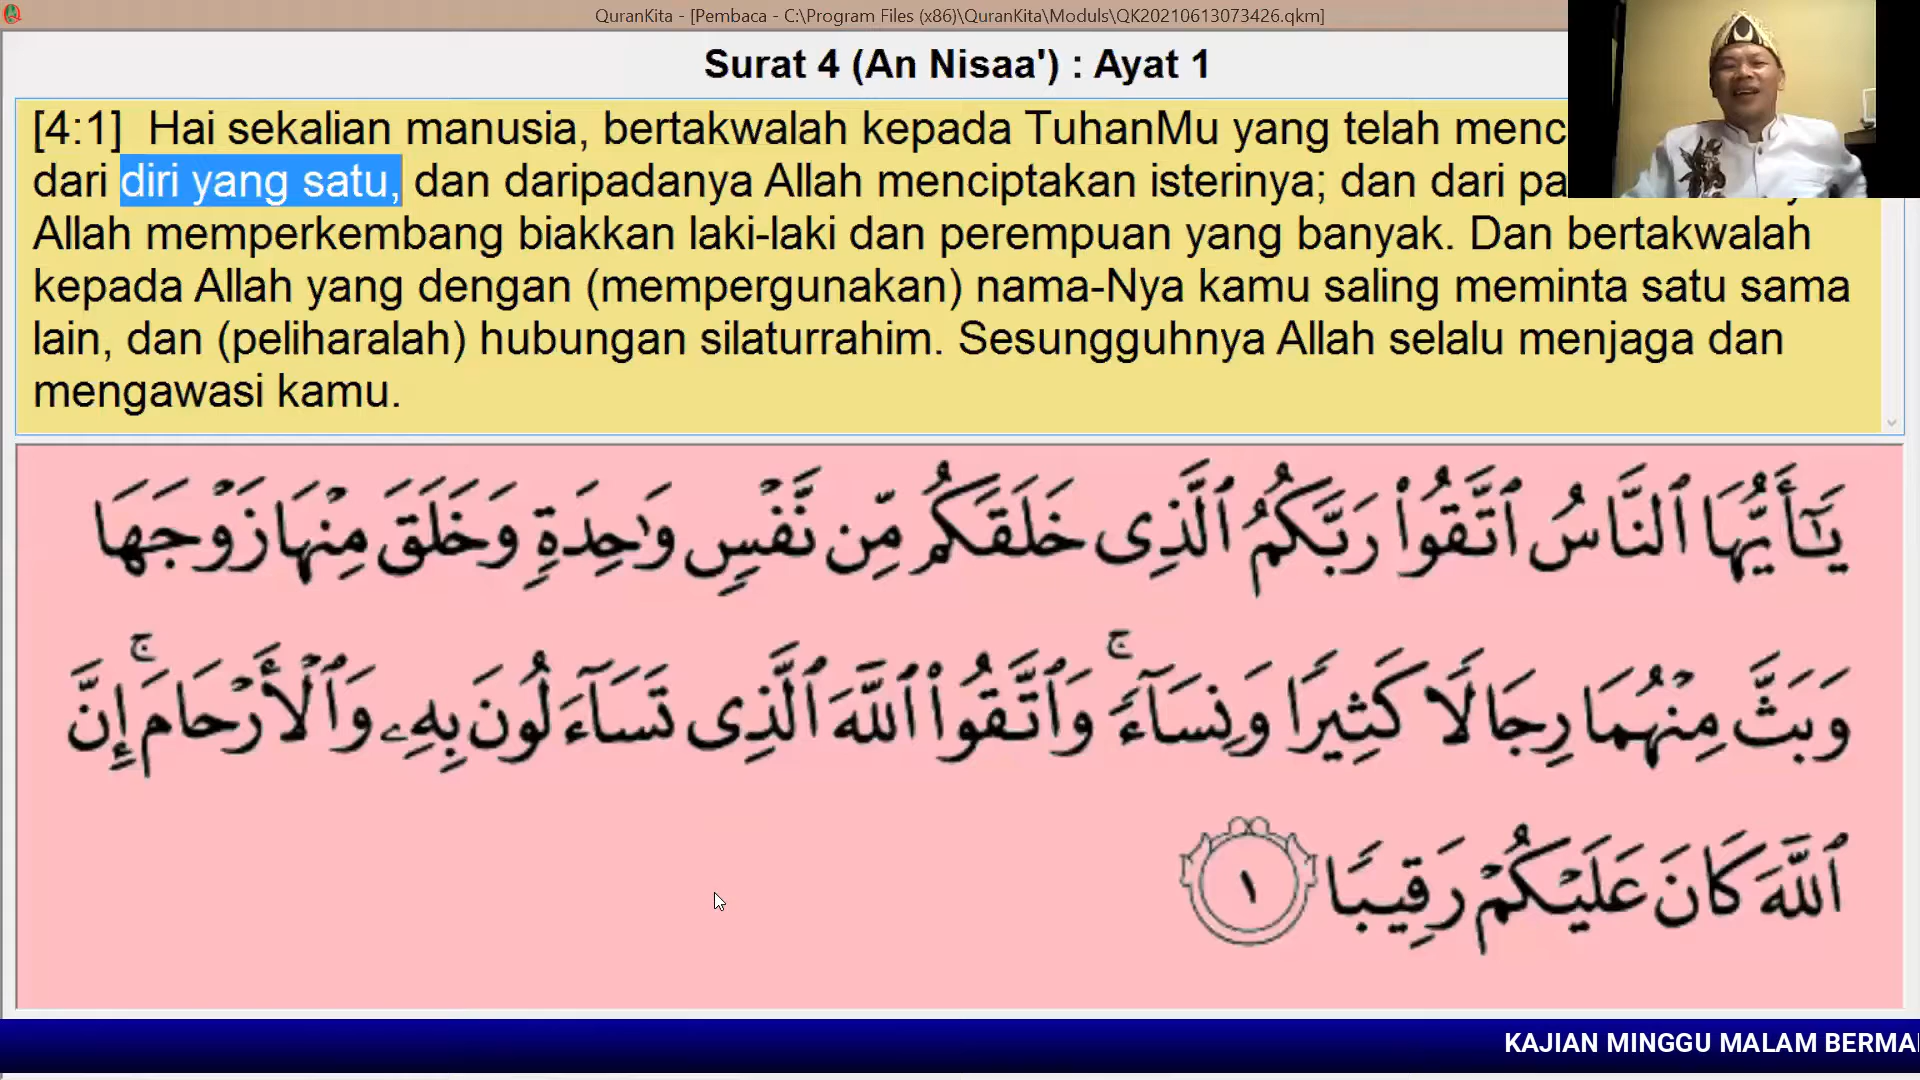 QuranKita - [Pembaca - C:\Program Files (x86)\QuranKita\Moduls\QK20210613073426.qkm]
Surat 4 (An Nisaa') : Ayat 1
[4:1] Hai sekalian manusia, bertakwalah kepada TuhanMu yang telah
dari diri yang satu, dan daripadanya Allah menciptakan isterinya; dan dari
Allah memperkembang biakkan laki-laki dan perempuan yang banyak. Dan bertakwalah
kepada Allah yang dengan (mempergunakan) nama-Nya kamu saling meminta satu sama
lain, dan (peliharalah) hubungan silaturrahim. Sesungguhnya Allah selalu menjaga dan
mengawasi kamu.
يَـٰٓأَيُّهَا ٱلنَّاسُ ٱتَّقُوا۟ رَبَّكُمُ ٱلَّذِى خَلَقَكُم مِّن نَّفْسٍ وَٰحِدَةٍ وَخَلَقَ مِنْهَا زَوْجَهَا
وَبَثَّ مِنْهُمَا رِجَالًا كَثِيرًا وَنِسَآءً ۚ وَٱتَّقُوا۟ ٱللَّهَ ٱلَّذِى تَسَآءَلُونَ بِهِۦ وَٱلْأَرْحَامَ ۚ إِنَّ
ٱللَّهَ كَانَ عَلَيْكُمْ رَقِيبًا ١
KAJIAN MINGGU MALAM